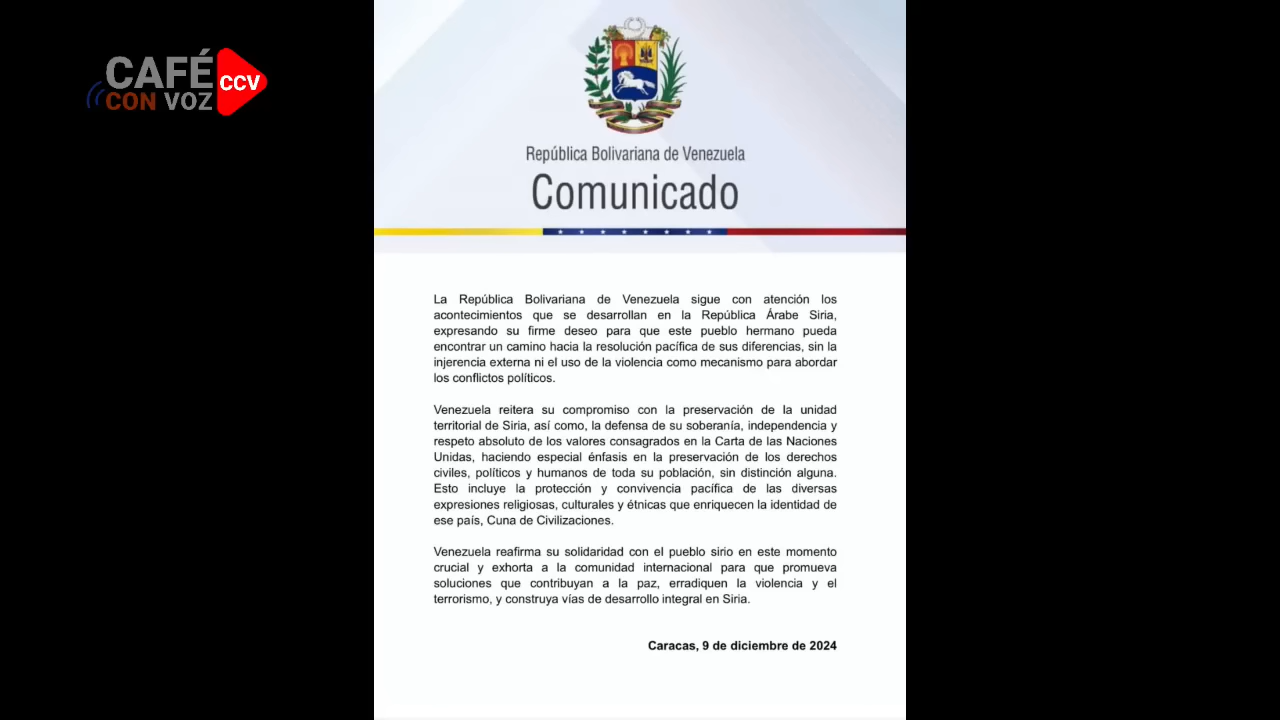 CAFÉ
CON VOZ
CCV
República Bolivariana de Venezuela
Comunicado
La República Bolivariana de Venezuela sigue con atención los
acontecimientos que se desarrollan en la República Árabe Siria,
expresando su firme deseo para que este pueblo hermano pueda
encontrar un camino hacia la resolución pacífica de sus diferencias, sin la
injerencia externa ni el uso de la violencia como mecanismo para abordar
los conflictos políticos.
Venezuela reitera su compromiso con la preservación de la unidad
territorial de Siria, así como, la defensa de su soberanía, independencia y
respeto absoluto de los valores consagrados en la Carta de las Naciones
Unidas, haciendo especial énfasis en la preservación de los derechos
civiles, políticos y humanos de toda su población, sin distinción alguna.
Esto incluye la protección y convivencia pacífica de las diversas
expresiones religiosas, culturales y étnicas que enriquecen la identidad de
ese país, Cuna de Civilizaciones.
Venezuela reafirma su solidaridad con el pueblo sirio en este momento
crucial y exhorta a la comunidad internacional para que promueva
soluciones que contribuyan a la paz, erradiquen la violencia y el
terrorismo, y construya vías de desarrollo integral en Siria.
Caracas, 9 de diciembre de 2024